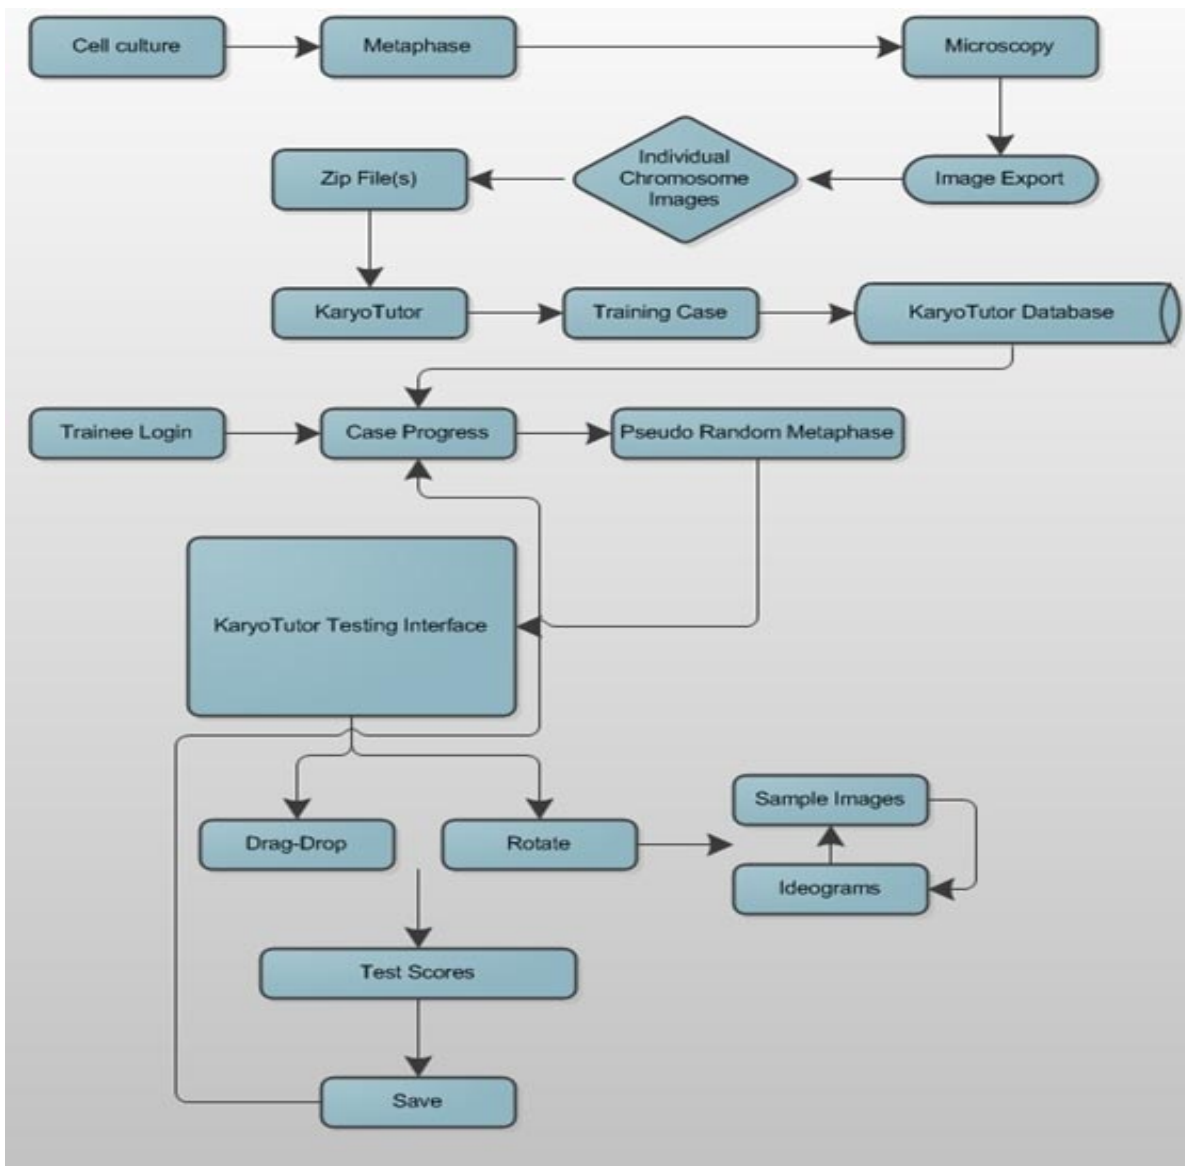 Cell culture
Metaphase
Microscopy
Individual
Chromosome
Images
Zip File(s)
Image Export
KaryoTutor
Training Case
KaryoTutor Database
Trainee Login
Case Progress
Pseudo Random Metaphase
KaryoTutor Testing Interface
Sample Images
Drag-Drop
Rotate
Ideograms
Test Scores
Save